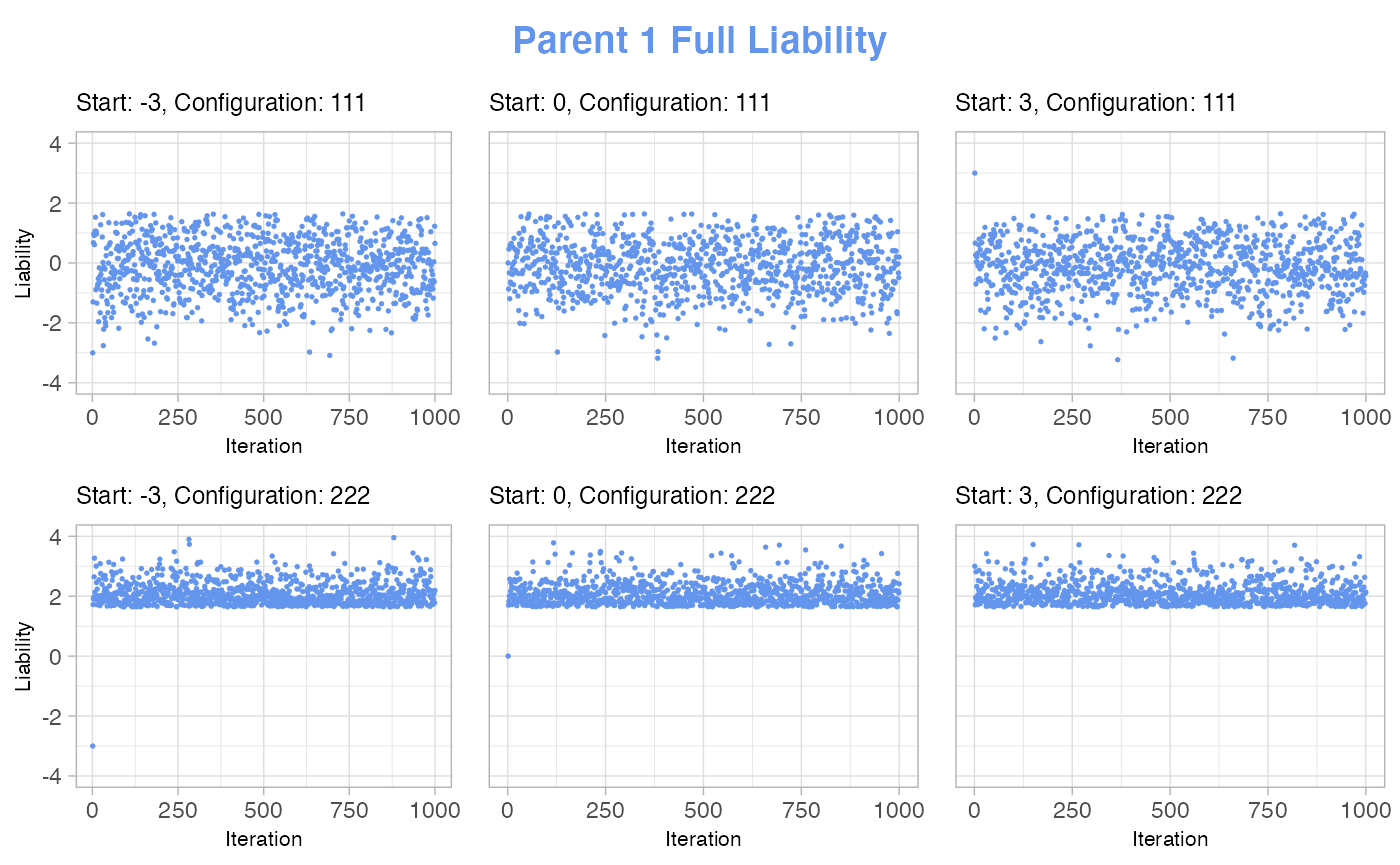 Parent 1 Full Liability
Start: -3, Configuration: 111
Start: 0, Configuration: 111
Start: 3, Configuration: 111
Liability
4
2
0
-2
-4
0 250 500 750 1000
0 250 500 750 1000
0 250 500 750 1000
Iteration
Iteration
Iteration
Start: -3, Configuration: 222
Start: 0, Configuration: 222
Start: 3, Configuration: 222
Liability
4
2
0
-2
-4
0 250 500 750 1000
0 250 500 750 1000
0 250 500 750 1000
Iteration
Iteration
Iteration